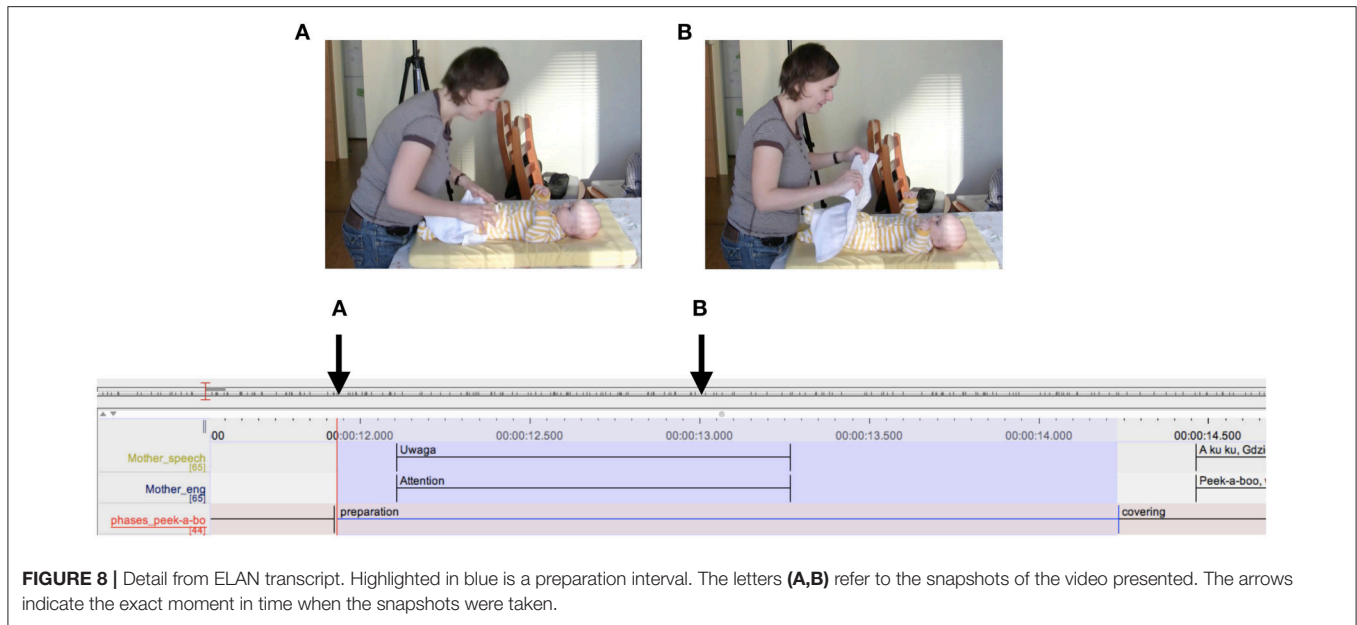 A
B
A
B
00
00:00:12.000
00:00:12.500
00:00:13.000
00:00:13.500
00:00:14.000
00:00:14.500
Mother_speech
[65]
Uwaga
A ku ku, Gdzi
Mother_eng
[65]
Attention
Peek-a-boo,
phases_peek-a-bo
[44]
preparation
covering
FIGURE 8 | Detail from ELAN transcript. Highlighted in blue is a preparation interval. The letters (A,B) refer to the snapshots of the video presented. The arrows
indicate the exact moment in time when the snapshots were taken.